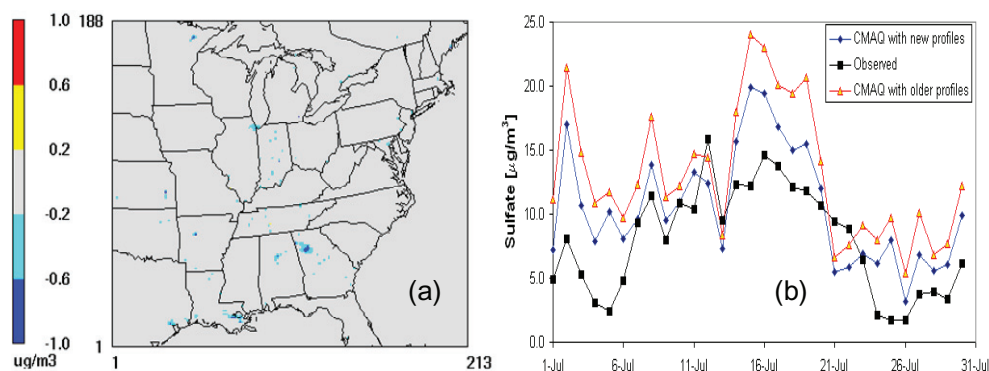 1.0
0.6
0.2
-0.2
-0.6
-1.0
ug/m3
188
1
1
213
(a)
Sulfate [µg/m³]
25.0
20.0
15.0
10.0
5.0
0.0
1-Jul
6-Jul
11-Jul
16-Jul
21-Jul
26-Jul
31-Jul
CMAQ with new profiles
Observed
CMAQ with older profiles
(b)